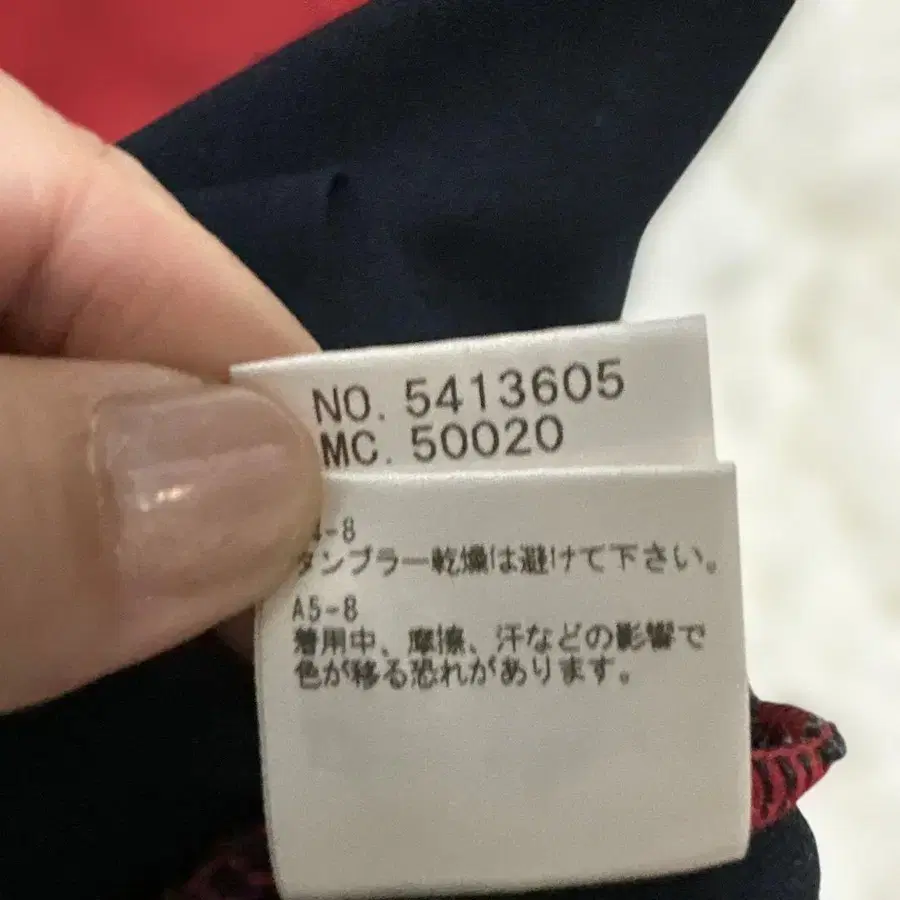 NO. 5413605
MC. 50020
-8
タンブラー乾燥は避けて下さい。
A5-8
着用中、摩擦、汗などの影響で
色が移る恐れがあります。